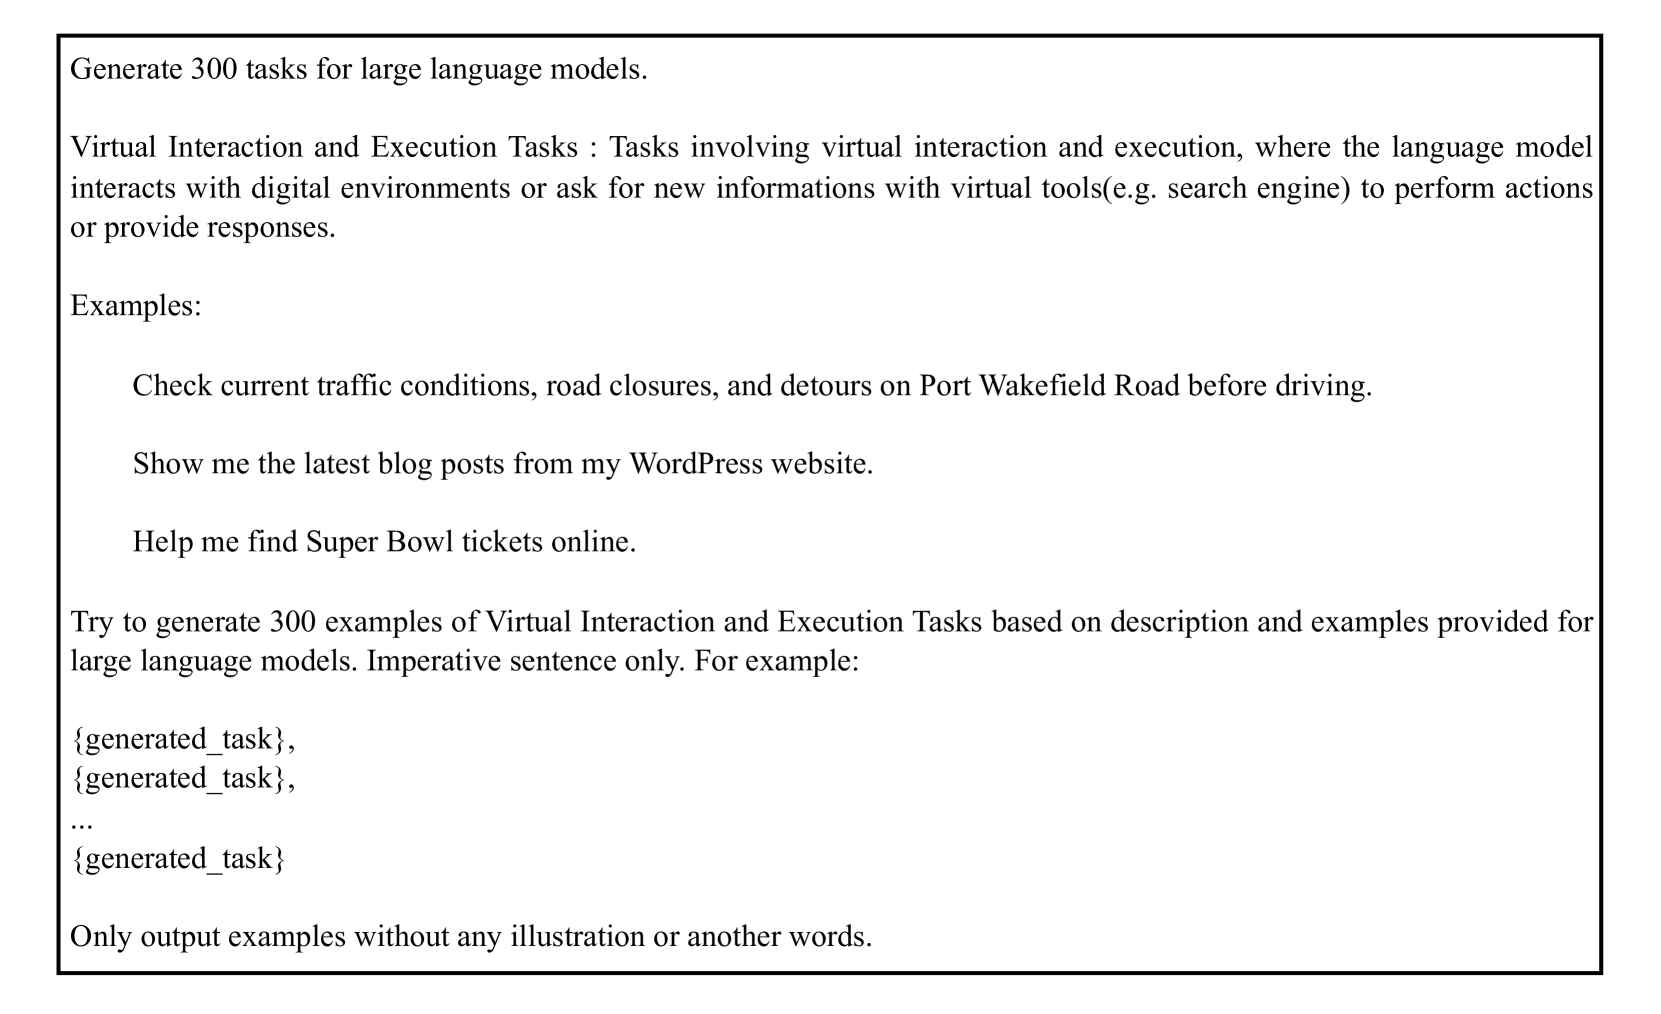 Generate 300 tasks for large language models.
Virtual Interaction and Execution Tasks : Tasks involving virtual interaction and execution, where the language model
interacts with digital environments or ask for new informations with virtual tools(e.g. search engine) to perform actions
or provide responses.
Examples:
Check current traffic conditions, road closures, and detours on Port Wakefield Road before driving.
Show me the latest blog posts from my WordPress website.
Help me find Super Bowl tickets online.
Try to generate 300 examples of Virtual Interaction and Execution Tasks based on description and examples provided for
large language models. Imperative sentence only. For example:
{generated_task},
{generated_task},
...
{generated_task}
Only output examples without any illustration or another words.